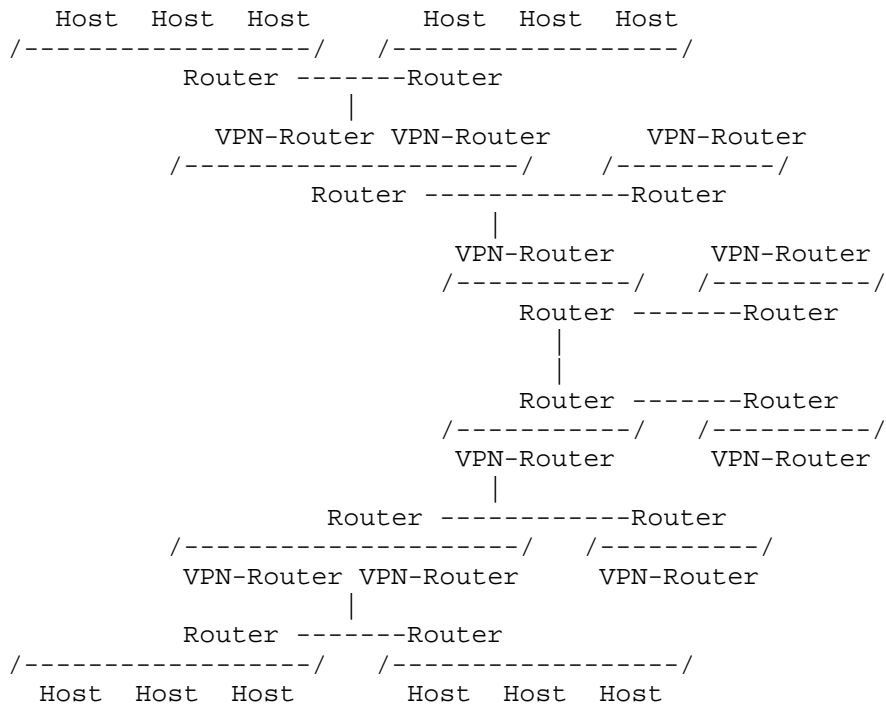 Host Host Host Host Host Host
/------------------/ /------------------/
Router -------Router
|
VPN-Router VPN-Router VPN-Router
/---------------------/ /----------/
Router -------------Router
|
VPN-Router VPN-Router
/-----------/ /----------/
Router -------Router
|
|
Router -------Router
/-----------/ /----------/
VPN-Router VPN-Router
|
Router ------------Router
/---------------------/ /----------/
VPN-Router VPN-Router VPN-Router
|
Router -------Router
/------------------/ /------------------/
Host Host Host Host Host Host